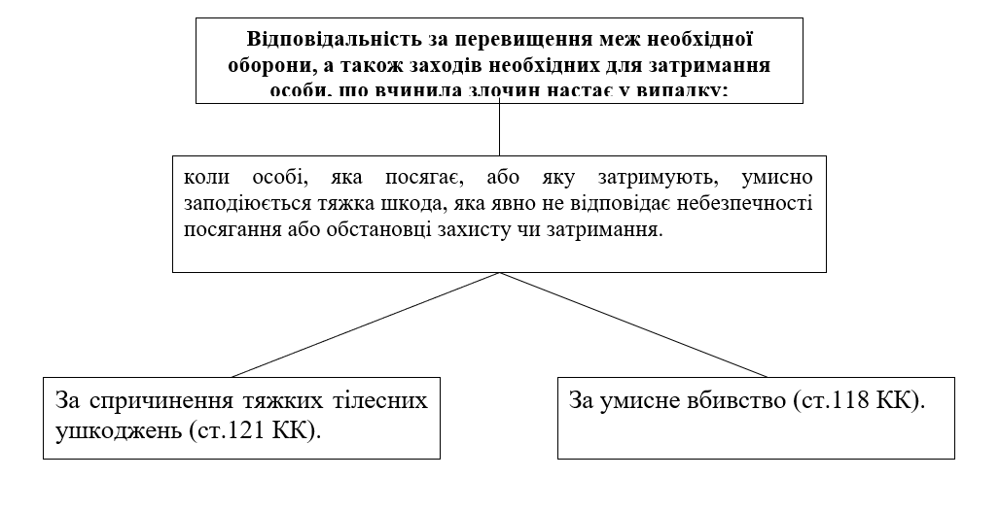 Відповідальність за перевищення меж необхідної
оборони, а також заходів необхідних для затримання
особи, що вчинила злочин настає у випадку:
коли особі, яка посягає, або яку затримують, умисно
заподіюється тяжка шкода, яка явно не відповідає небезпечності
посягання або обстановці захисту чи затримання.
За спричинення тяжких тілесних
ушкоджень (ст.121 КК).
За умисне вбивство (ст.118 КК).